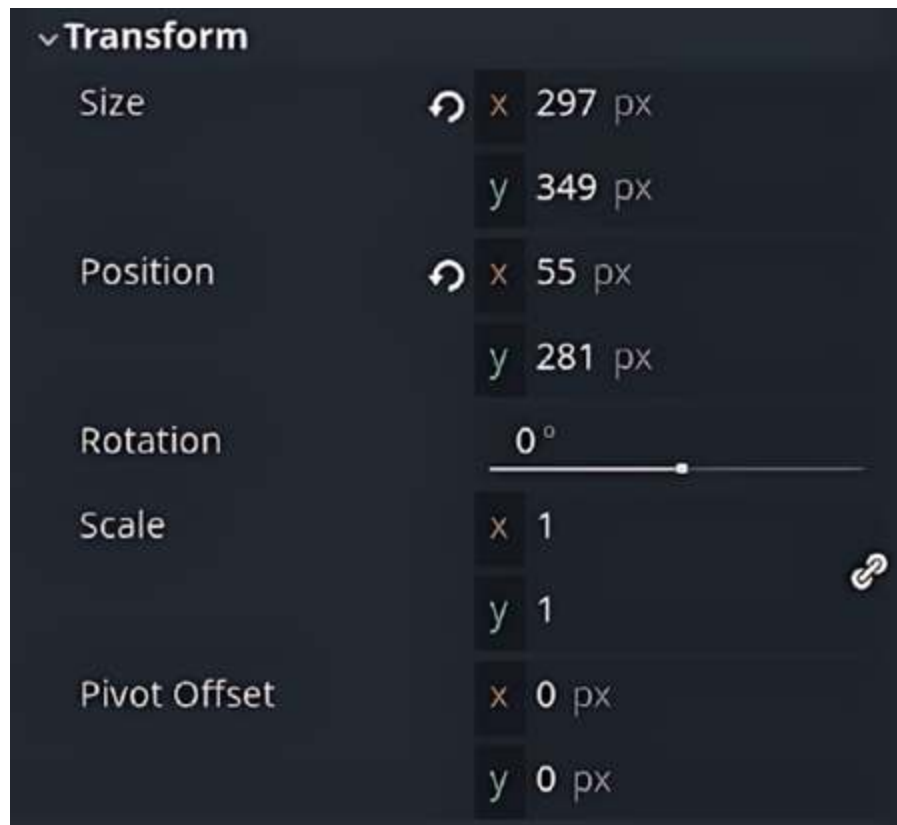 Transform
Size x 297 px
y 349 px
Position x 55 px
y 281 px
Rotation 0°
Scale x 1
y 1
Pivot Offset x 0 px
y 0 px